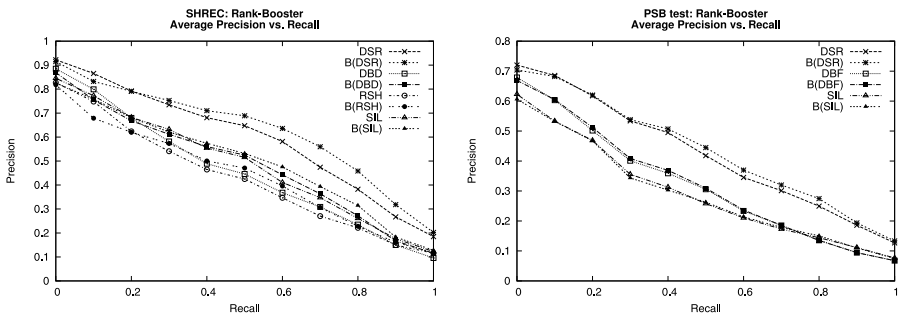 SHREC: Rank-Booster
Average Precision vs. Recall
1
0.9
0.8
0.7
0.6
0.5
0.4
0.3
0.2
0.1
0
Precision
0
0.2
0.4
0.6
0.8
1
Recall
DSR
B(DSR)
DBD
B(DBD)
RSH
B(RSH)
SIL
B(SIL)
PSB test: Rank-Booster
Average Precision vs. Recall
0.8
0.7
0.6
0.5
0.4
0.3
0.2
0.1
0
Precision
0
0.2
0.4
0.6
0.8
1
Recall
DSR
B(DSR)
DBF
B(DBF)
SIL
B(SIL)